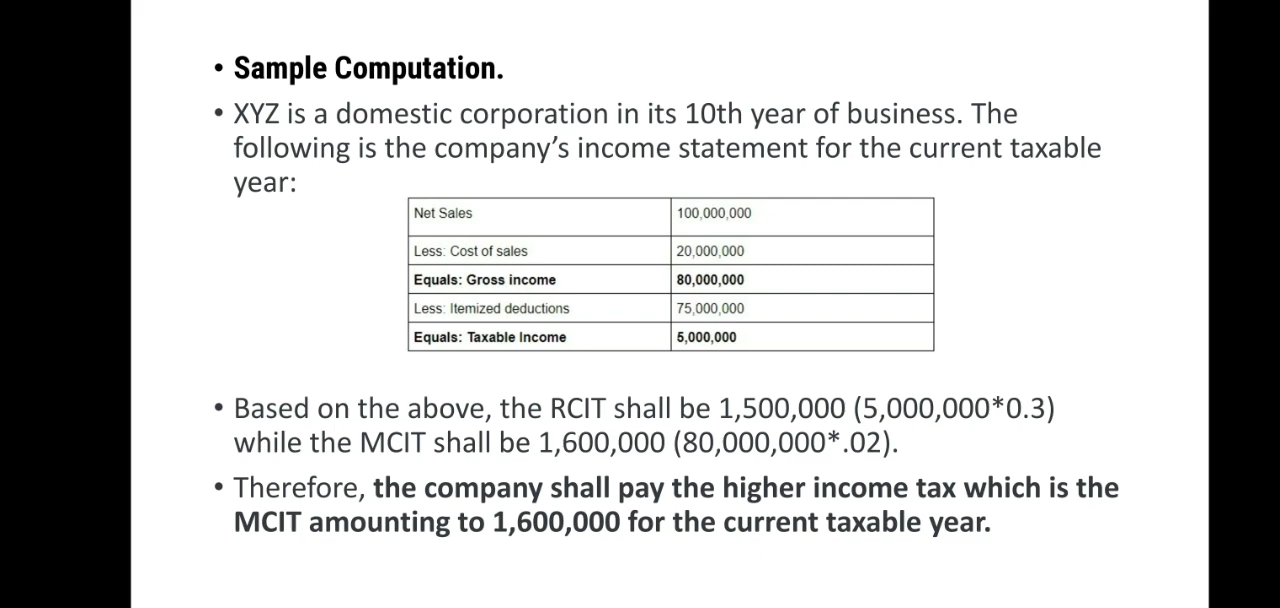 • Sample Computation.
• XYZ is a domestic corporation in its 10th year of business. The
following is the company’s income statement for the current taxable
year:
Net Sales 100,000,000
Less: Cost of sales 20,000,000
Equals: Gross income 80,000,000
Less: Itemized deductions 75,000,000
Equals: Taxable Income 5,000,000
• Based on the above, the RCIT shall be 1,500,000 (5,000,000*0.3)
while the MCIT shall be 1,600,000 (80,000,000*.02).
• Therefore, the company shall pay the higher income tax which is the
MCIT amounting to 1,600,000 for the current taxable year.